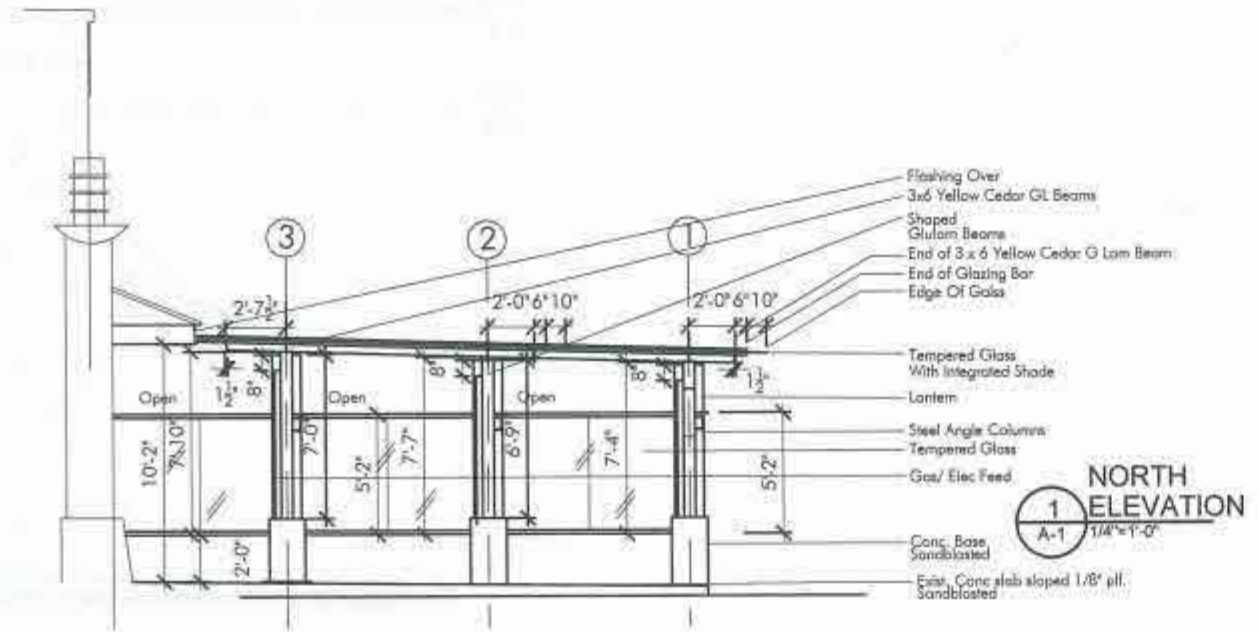 Flashing Over
3x6 Yellow Cedar GL Beams
Shaped
Glulam Beams
End of 3 x 6 Yellow Cedar G Lam Beam
End of Glazing Bar
Edge Of Galss
3
2
1
2'-7½"
2'-0"
6"
10"
2'-0"
6"
10"
Tempered Glass
With Integrated Shade
1½"
8"
8"
8"
1½"
Open
Open
Open
Lantern
Steel Angle Columns
Tempered Glass
Gas/ Elec Feed
10'-2"
7'-10"
7'-0"
5'-2"
7'-7"
6'-9"
7'-4"
5'-2"
2'-0"
Conc. Base
Sandblasted
Exist. Conc slab sloped 1/8" plf.
Sandblasted
1
A-1
NORTH
ELEVATION
1/4"=1'-0"